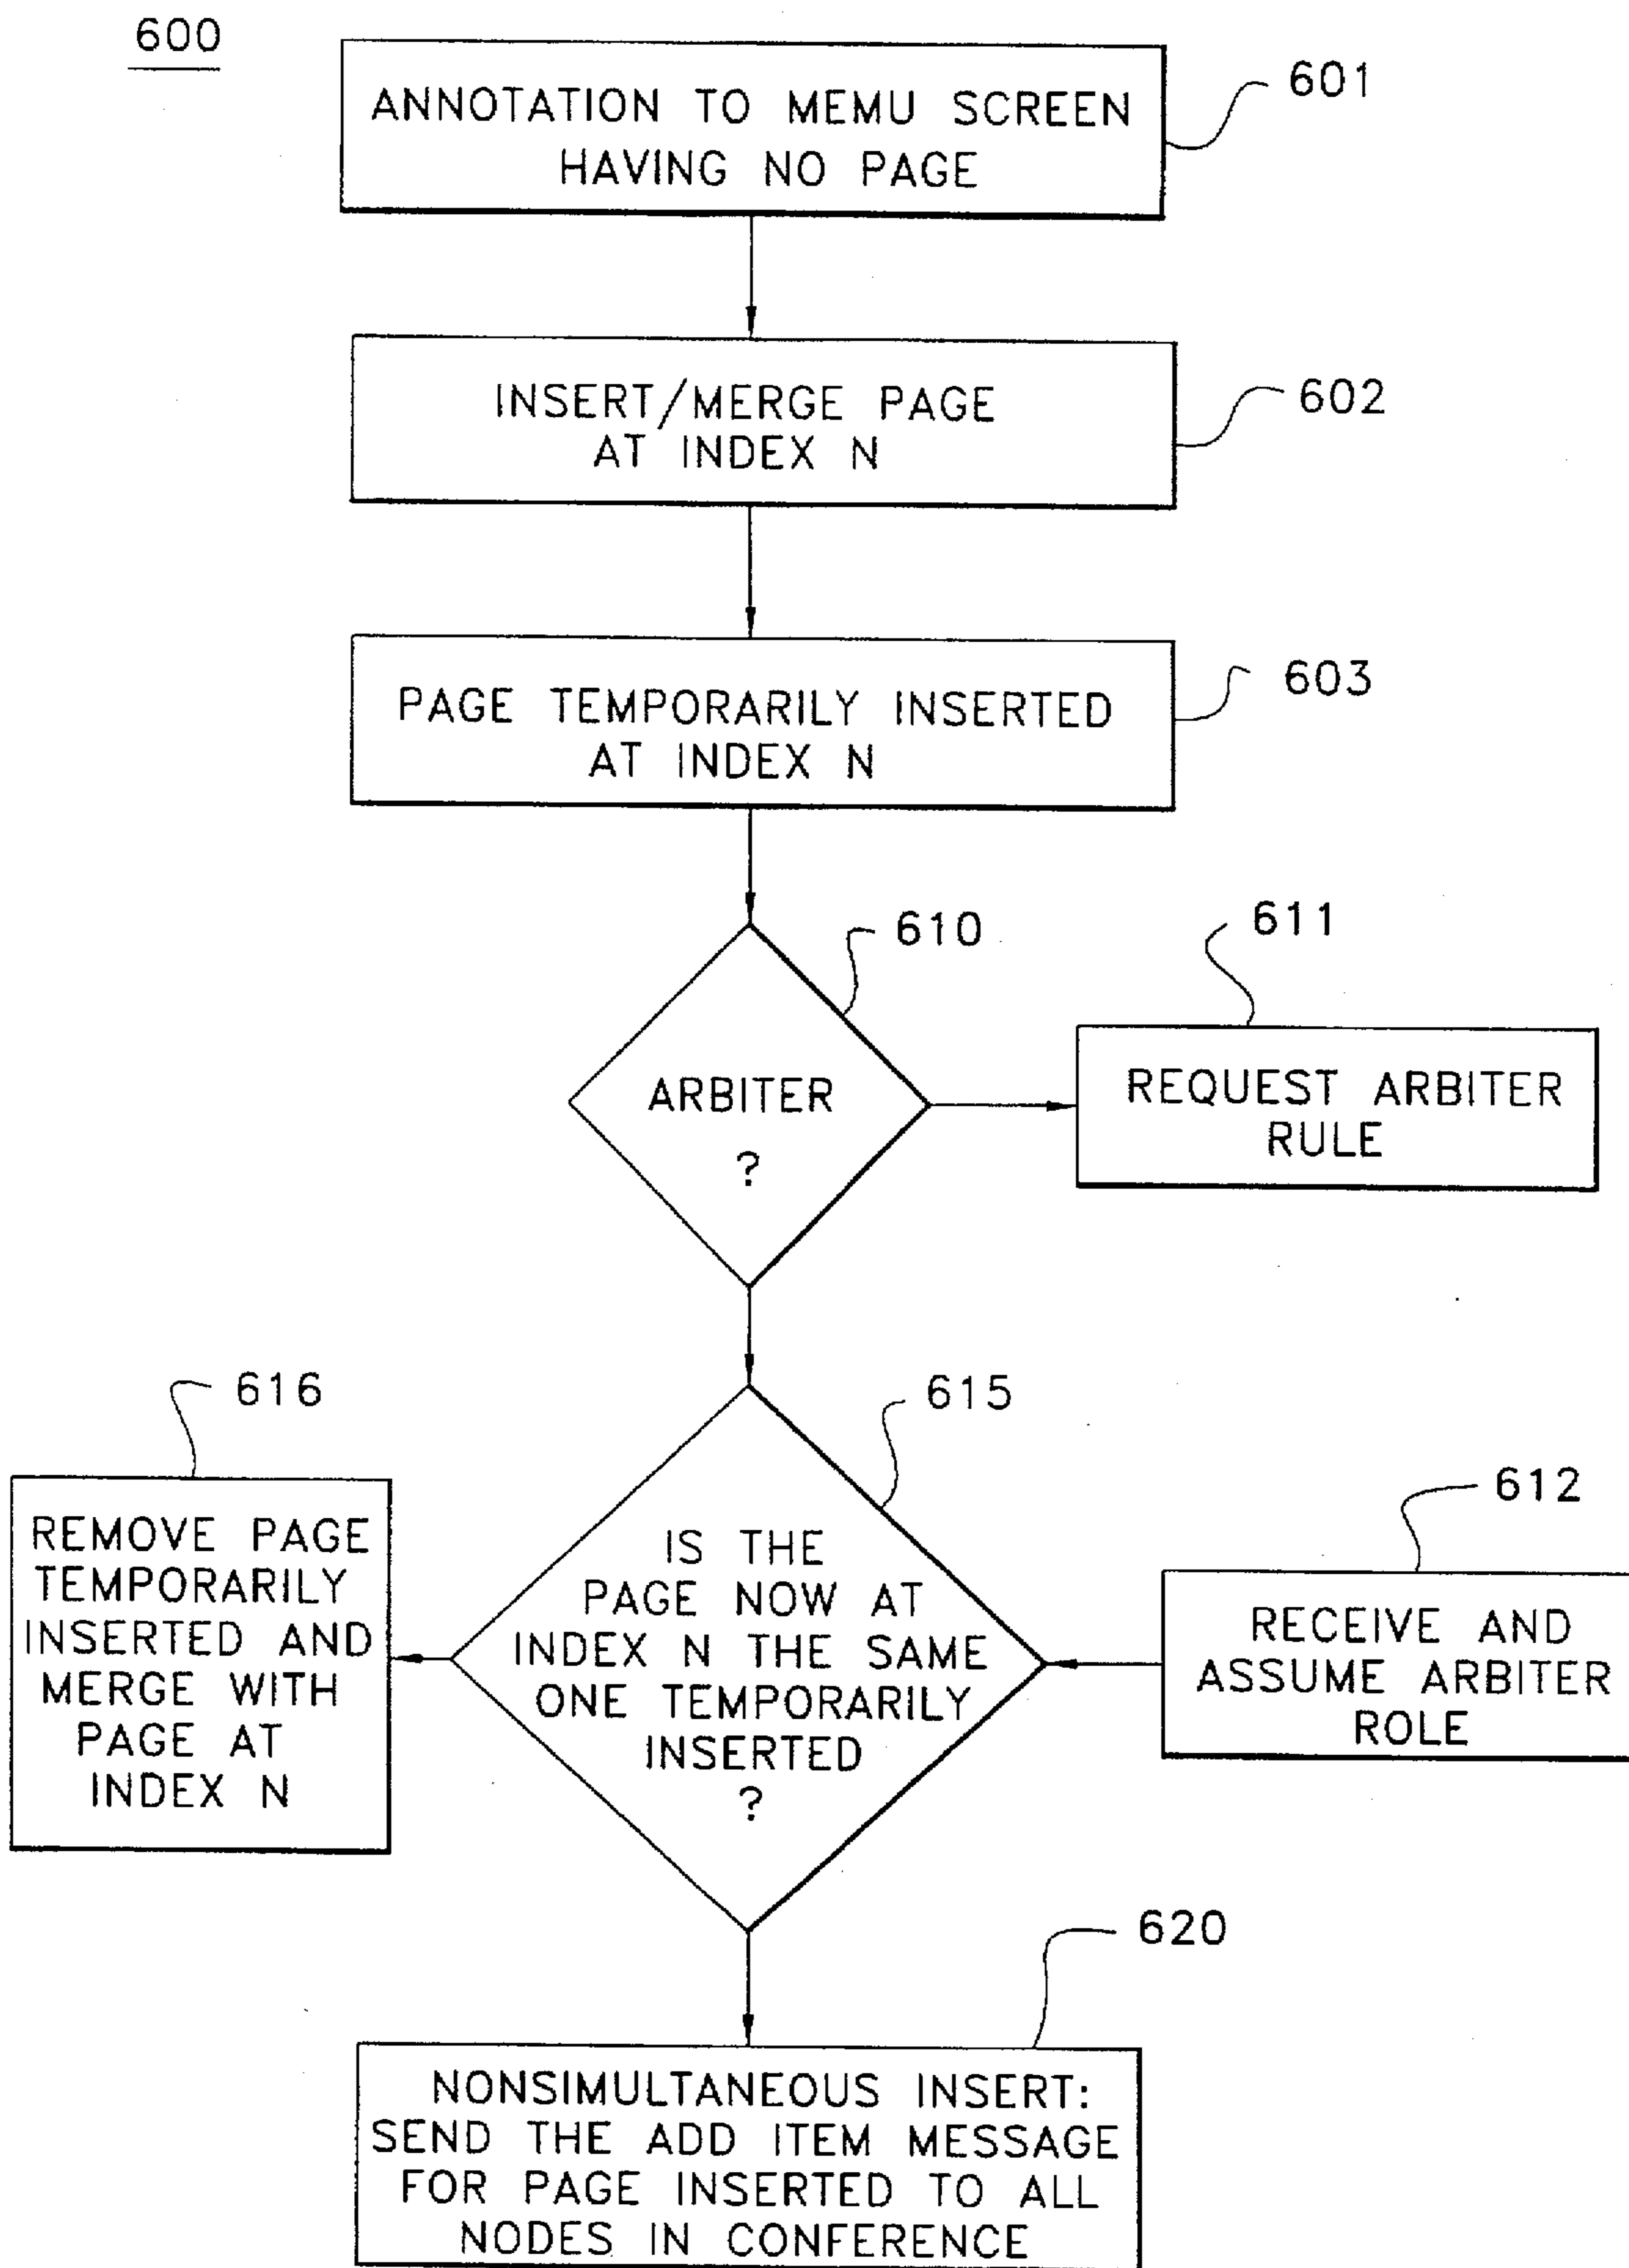 600
ANNOTATION TO MEMU SCREEN
HAVING NO PAGE
601
INSERT/MERGE PAGE
AT INDEX N
602
PAGE TEMPORARILY INSERTED
AT INDEX N
603
ARBITER
?
610
611
REQUEST ARBITER
RULE
616
REMOVE PAGE
TEMPORARILY
INSERTED AND
MERGE WITH
PAGE AT
INDEX N
615
IS THE
PAGE NOW AT
INDEX N THE SAME
ONE TEMPORARILY
INSERTED
?
612
RECEIVE AND
ASSUME ARBITER
ROLE
620
NONSIMULTANEOUS INSERT:
SEND THE ADD ITEM MESSAGE
FOR PAGE INSERTED TO ALL
NODES IN CONFERENCE